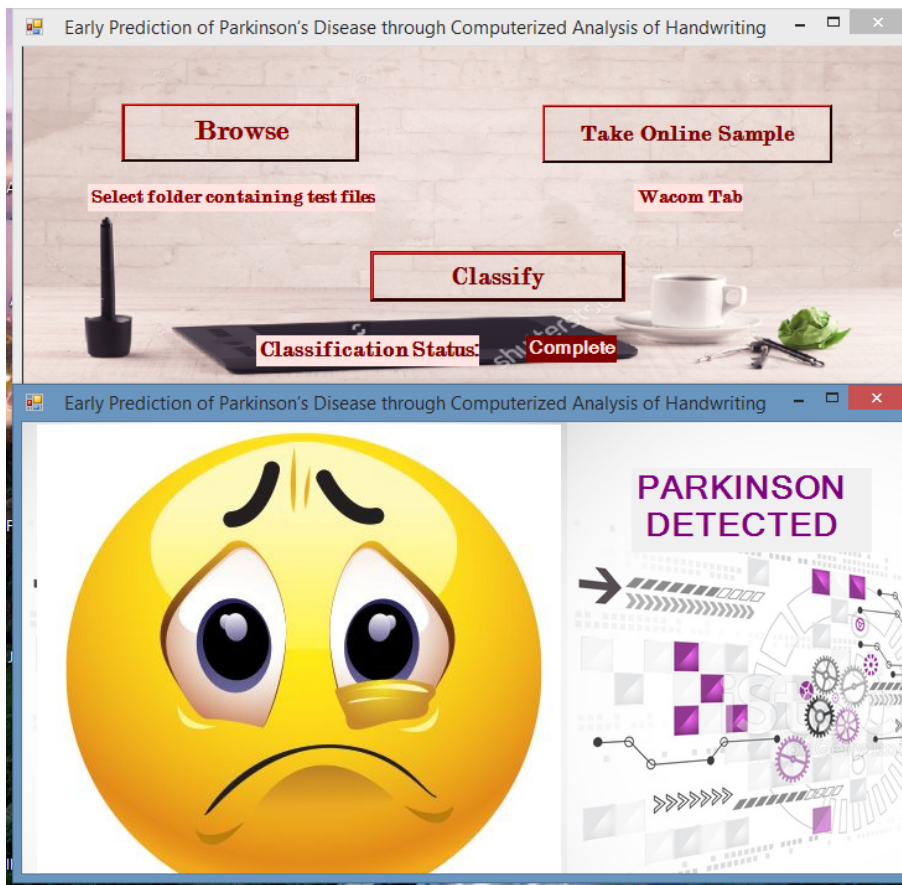 Early Prediction of Parkinson's Disease through Computerized Analysis of Handwriting
Browse
Take Online Sample
Select folder containing test files
Wacom Tab
Classify
Classification Status:
Complete
Early Prediction of Parkinson's Disease through Computerized Analysis of Handwriting
PARKINSON
DETECTED